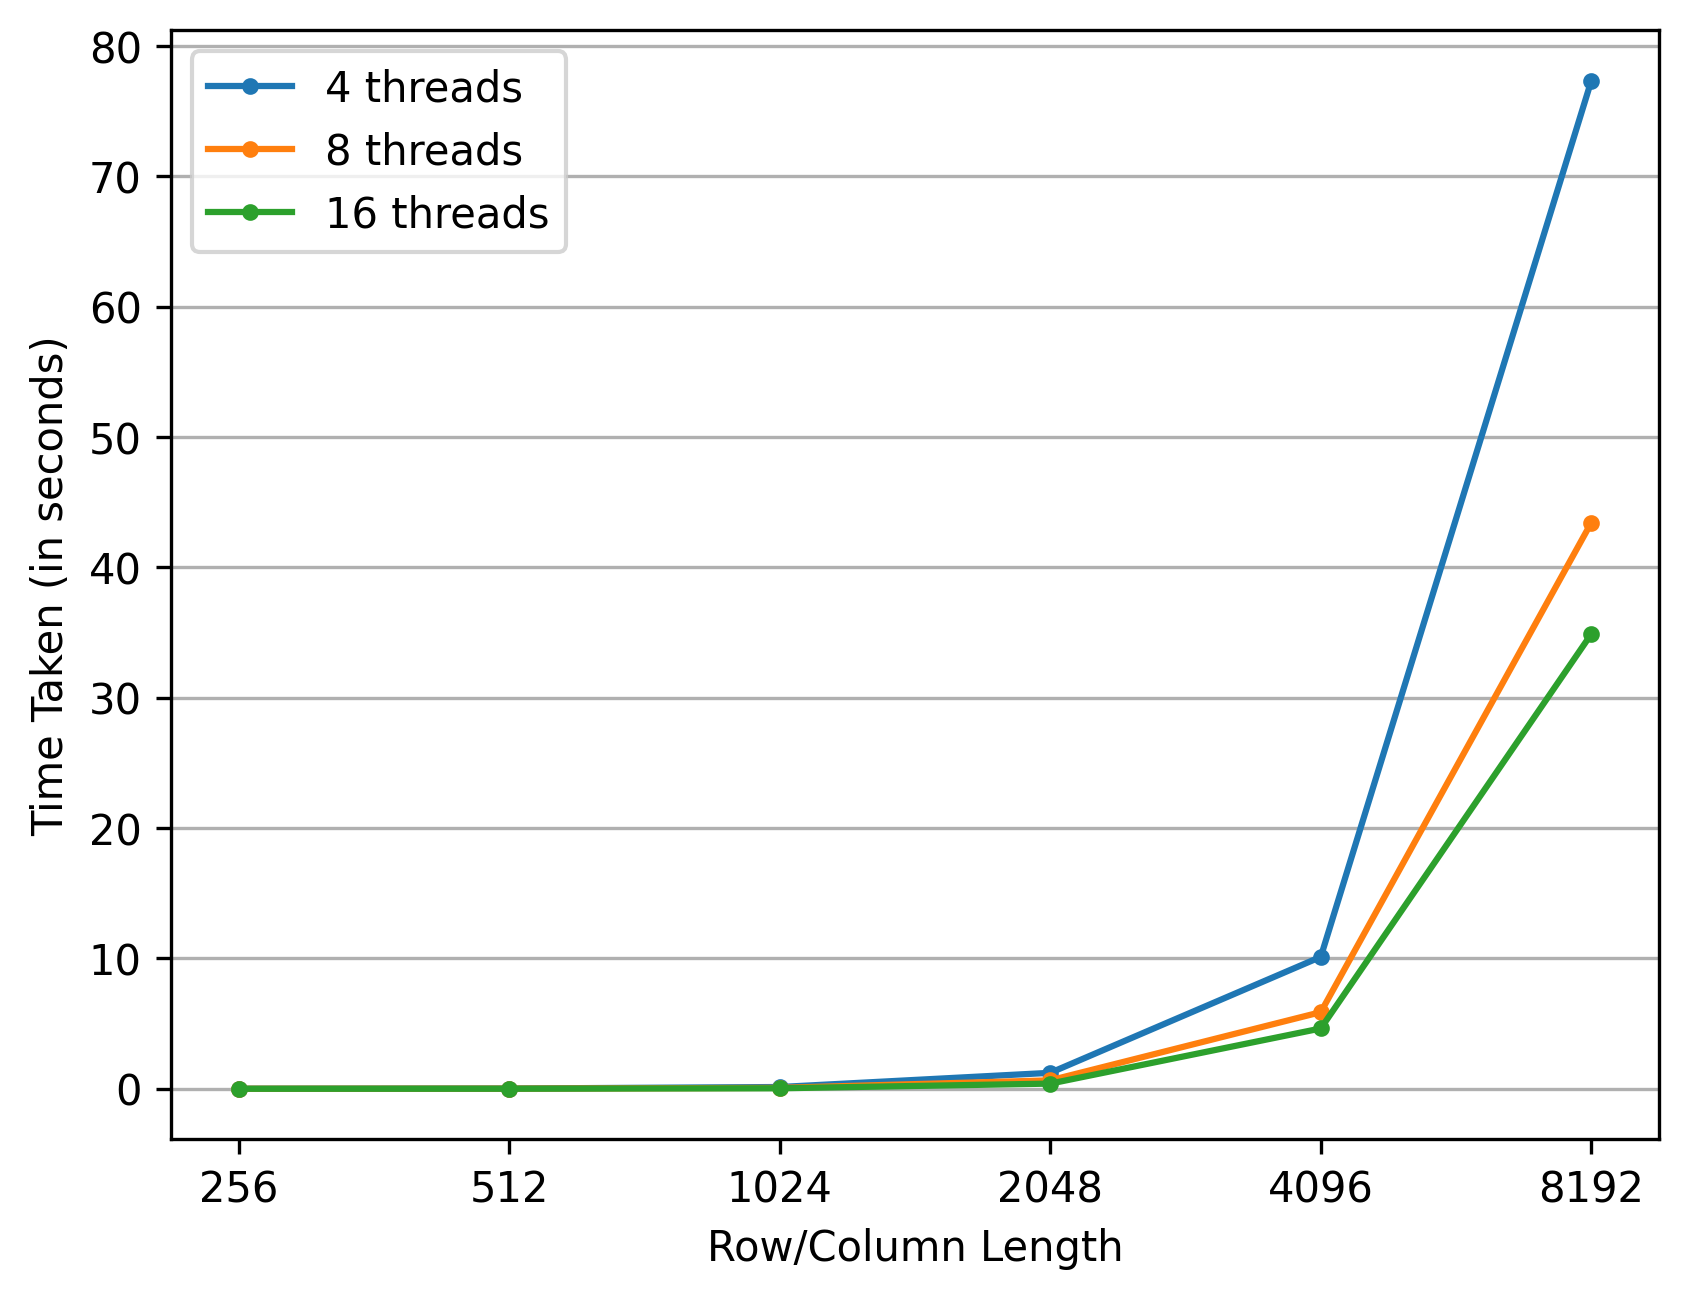 80
70
60
50
40
30
20
10
0
Time Taken (in seconds)
4 threads
8 threads
16 threads
256 512 1024 2048 4096 8192
Row/Column Length